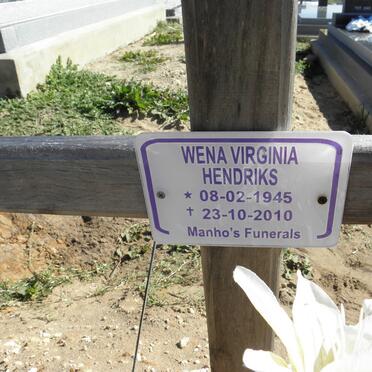 WENA VIRGINIA
HENDRIKS
★ 08-02-1945
✝ 23-10-2010
Manho's Funerals